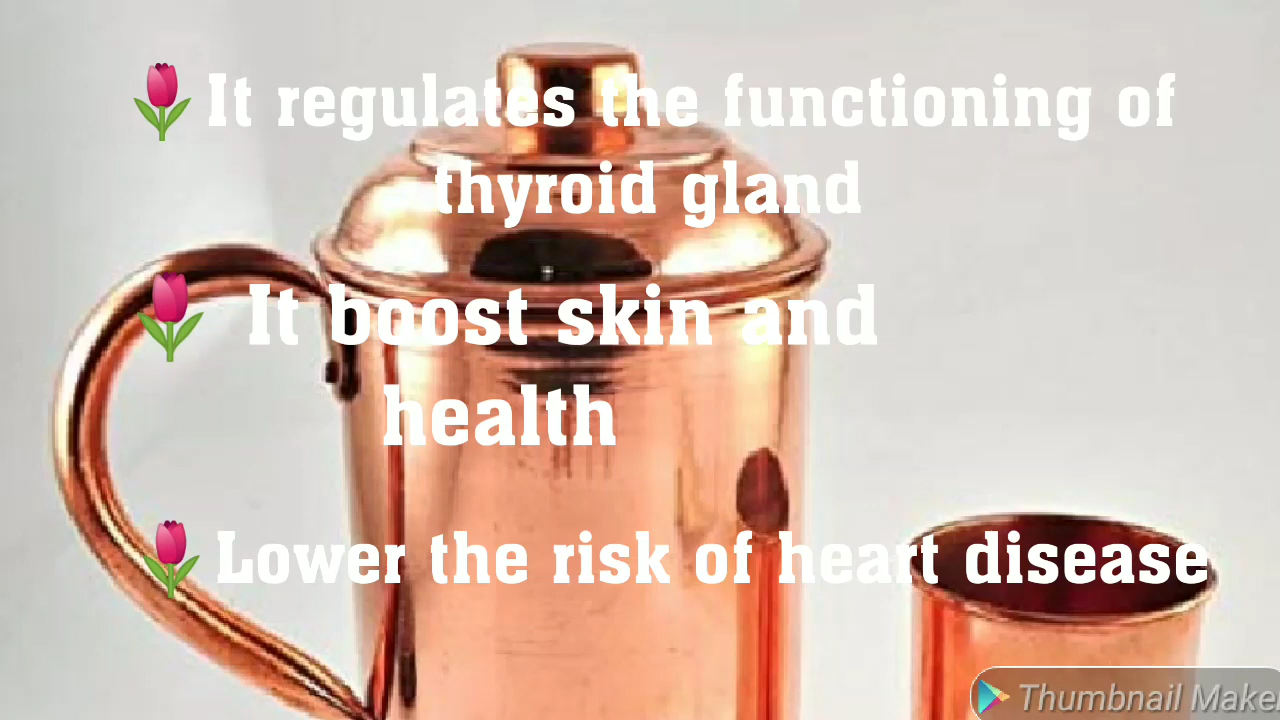 🌷It regulates the functioning of
thyroid gland
🌷 It boost skin and
health
🌷Lower the risk of heart disease
Thumbnail Maker